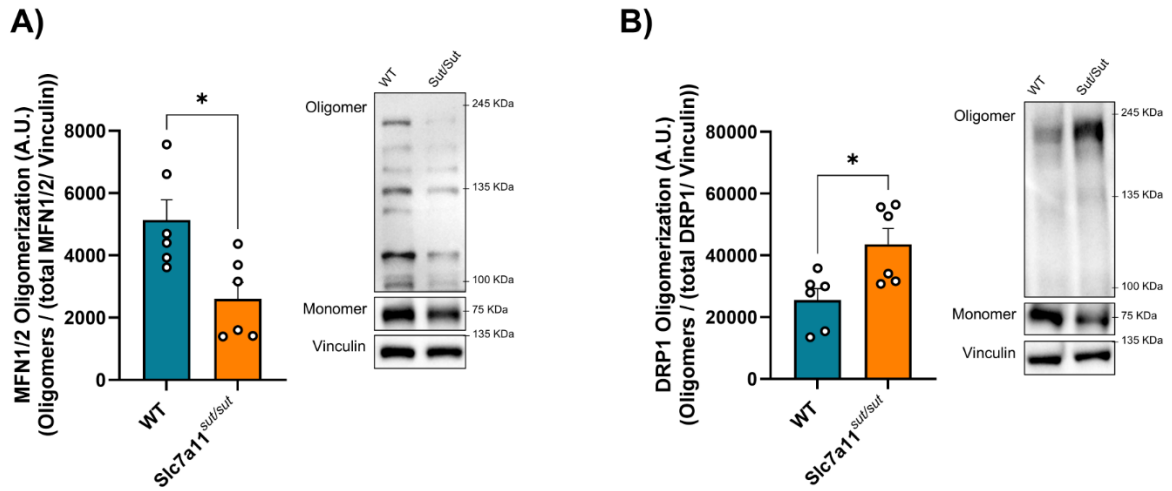 A)
MFN1/2 Oligomerization (A.U.)
(Oligomers / (total MFN1/2/ Vinculin))
8000
6000
4000
2000
0
*
WT
Slc7a11sut/sut
WT
Sut/Sut
Oligomer
245 KDa
135 KDa
100 KDa
Monomer
75 KDa
135 KDa
Vinculin
B)
DRP1 Oligomerization (A.U.)
(Oligomers / (total DRP1/ Vinculin))
80000
60000
40000
20000
0
*
WT
Slc7a11sut/sut
WT
Sut/Sut
Oligomer
245 KDa
135 KDa
100 KDa
Monomer
75 KDa
135 KDa
Vinculin